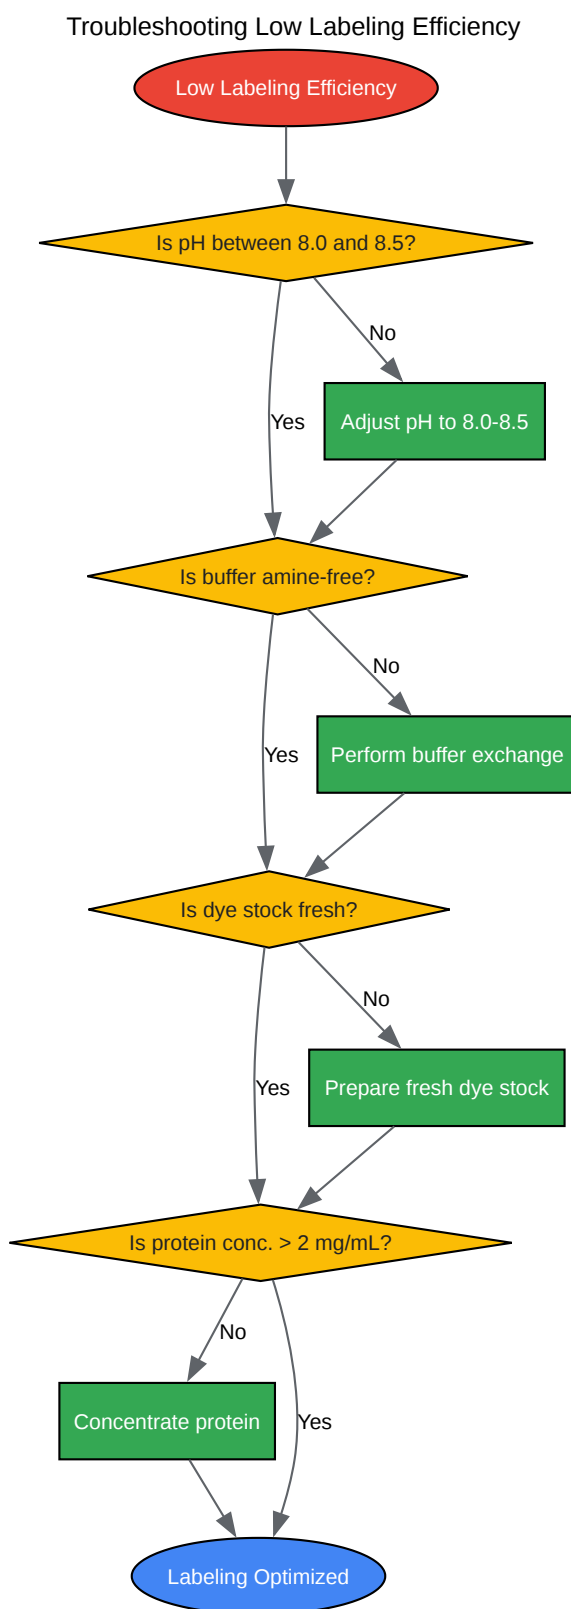 Troubleshooting Low Labeling Efficiency
Low Labeling Efficiency
Is pH between 8.0 and 8.5?
No
Yes
Adjust pH to 8.0-8.5
Is buffer amine-free?
No
Yes
Perform buffer exchange
Is dye stock fresh?
No
Yes
Prepare fresh dye stock
Is protein conc. > 2 mg/mL?
No
Concentrate protein
Yes
Labeling Optimized